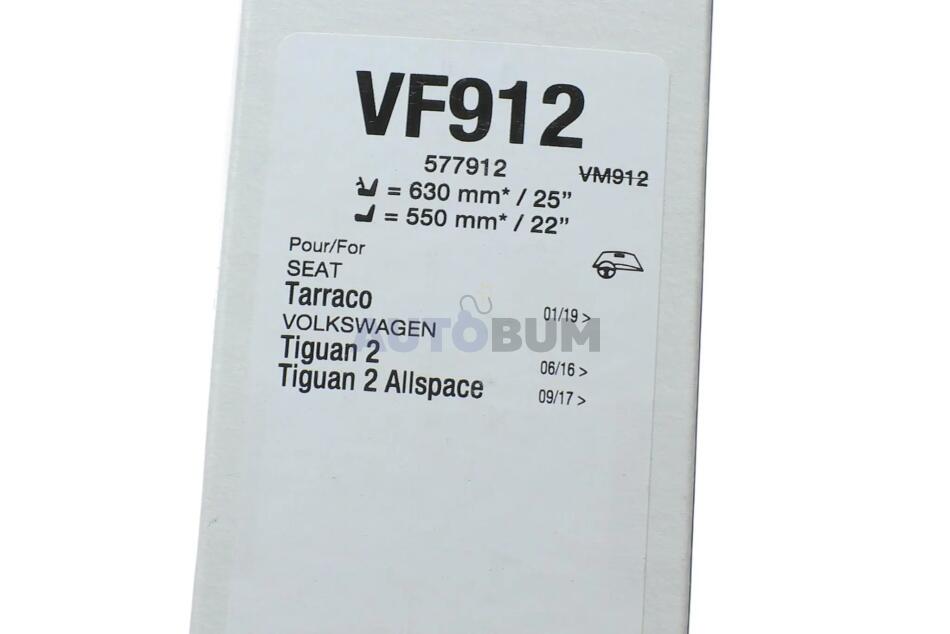 VF912
577912 VM912
= 630 mm* / 25”
= 550 mm* / 22”
Pour/For
SEAT
Tarraco 01/19 >
VOLKSWAGEN
AUTOBUM
Tiguan 2 06/16 >
Tiguan 2 Allspace 09/17 >